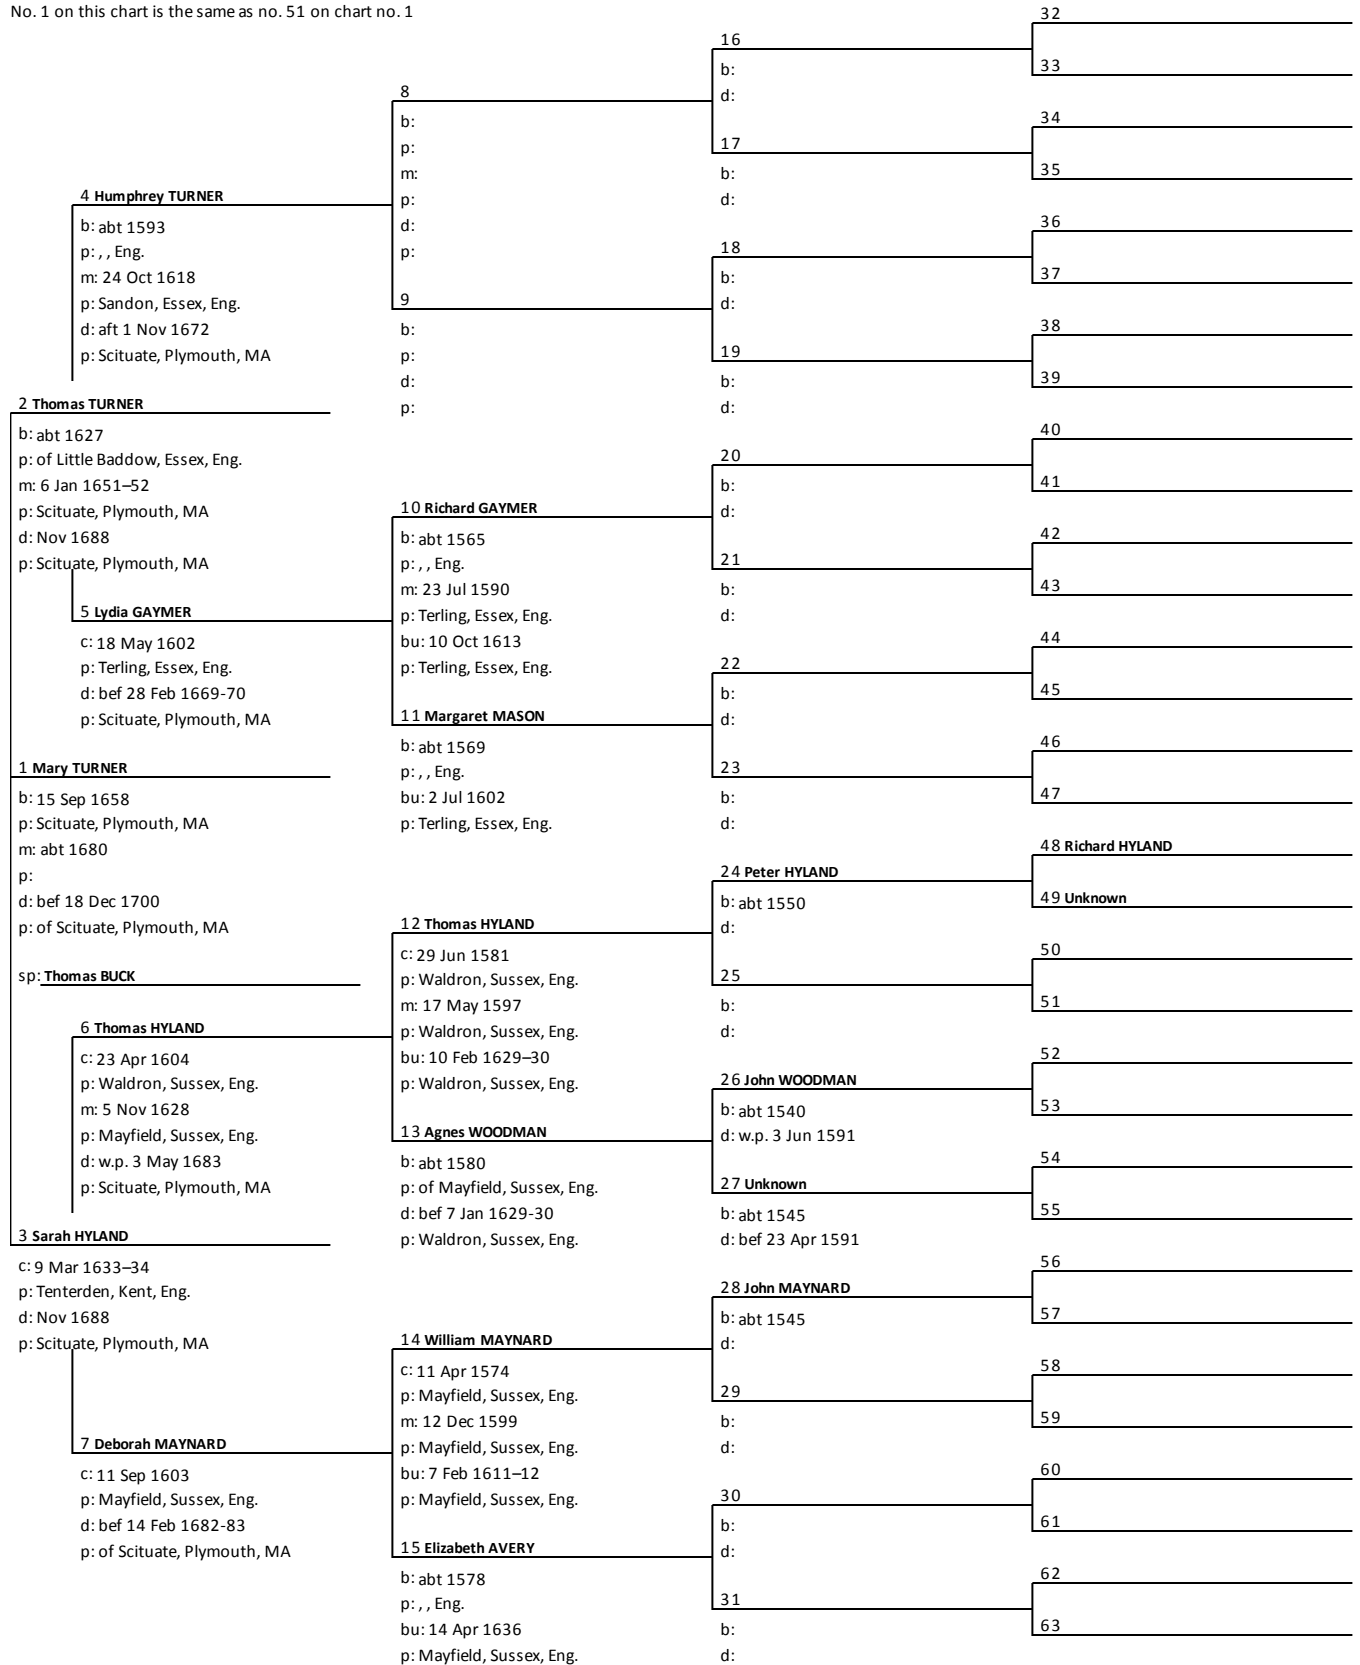 No. 1 on this chart is the same as no. 51 on chart no. 1
2 Thomas TURNER
b: abt 1627
p: of Little Baddow, Essex, Eng.
m: 6 Jan 1651–52
p: Scituate, Plymouth, MA
d: Nov 1688
p: Scituate, Plymouth, MA
1 Mary TURNER
b: 15 Sep 1658
p: Scituate, Plymouth, MA
m: abt 1680
p:
d: bef 18 Dec 1700
p: of Scituate, Plymouth, MA
sp: Thomas BUCK
3 Sarah HYLAND
c: 9 Mar 1633–34
p: Tenterden, Kent, Eng.
d: Nov 1688
p: Scituate, Plymouth, MA
4 Humphrey TURNER
b: abt 1593
p: , , Eng.
m: 24 Oct 1618
p: Sandon, Essex, Eng.
d: aft 1 Nov 1672
p: Scituate, Plymouth, MA
5 Lydia GAYMER
c: 18 May 1602
p: Terling, Essex, Eng.
d: bef 28 Feb 1669-70
p: Scituate, Plymouth, MA
6 Thomas HYLAND
c: 23 Apr 1604
p: Waldron, Sussex, Eng.
m: 5 Nov 1628
p: Mayfield, Sussex, Eng.
d: w.p. 3 May 1683
p: Scituate, Plymouth, MA
7 Deborah MAYNARD
c: 11 Sep 1603
p: Mayfield, Sussex, Eng.
d: bef 14 Feb 1682-83
p: of Scituate, Plymouth, MA
8
b:
p:
m:
p:
d:
p:
9
b:
p:
d:
p:
10 Richard GAYMER
b: abt 1565
p: , , Eng.
m: 23 Jul 1590
p: Terling, Essex, Eng.
bu: 10 Oct 1613
p: Terling, Essex, Eng.
11 Margaret MASON
b: abt 1569
p: , , Eng.
bu: 2 Jul 1602
p: Terling, Essex, Eng.
12 Thomas HYLAND
c: 29 Jun 1581
p: Waldron, Sussex, Eng.
m: 17 May 1597
p: Waldron, Sussex, Eng.
bu: 10 Feb 1629–30
p: Waldron, Sussex, Eng.
13 Agnes WOODMAN
b: abt 1580
p: of Mayfield, Sussex, Eng.
d: bef 7 Jan 1629-30
p: Waldron, Sussex, Eng.
14 William MAYNARD
c: 11 Apr 1574
p: Mayfield, Sussex, Eng.
m: 12 Dec 1599
p: Mayfield, Sussex, Eng.
bu: 7 Feb 1611–12
p: Mayfield, Sussex, Eng.
15 Elizabeth AVERY
b: abt 1578
p: , , Eng.
bu: 14 Apr 1636
p: Mayfield, Sussex, Eng.
16
b:
d:
17
b:
d:
18
b:
d:
19
b:
d:
20
b:
d:
21
b:
d:
22
b:
d:
23
b:
d:
24 Peter HYLAND
b: abt 1550
d:
25
b:
d:
26 John WOODMAN
b: abt 1540
d: w.p. 3 Jun 1591
27 Unknown
b: abt 1545
d: bef 23 Apr 1591
28 John MAYNARD
b: abt 1545
d:
29
b:
d:
30
b:
d:
31
b:
d:
32
33
34
35
36
37
38
39
40
41
42
43
44
45
46
47
48 Richard HYLAND
49 Unknown
50
51
52
53
54
55
56
57
58
59
60
61
62
63